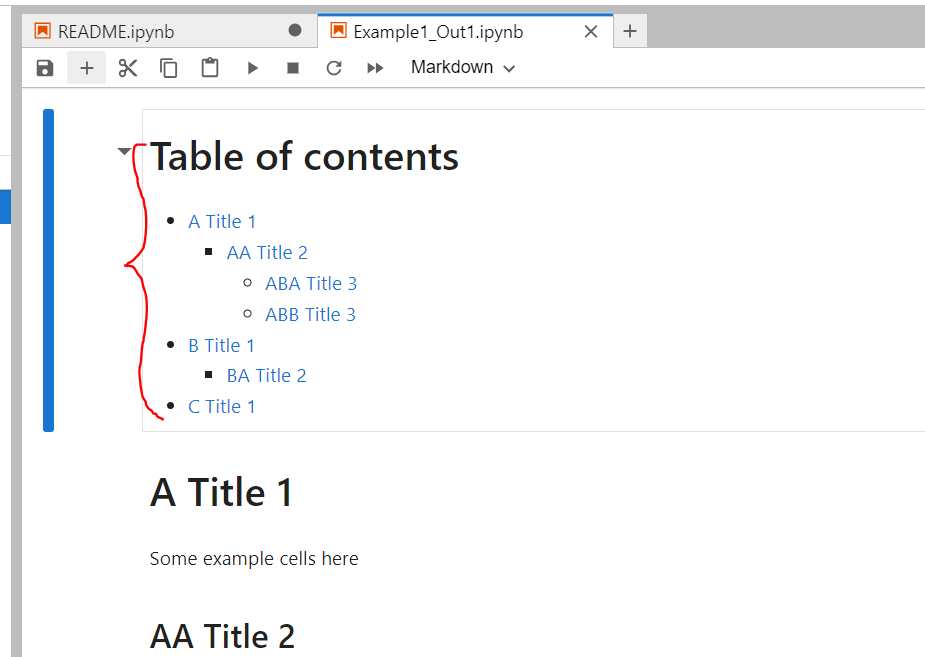 README.ipynb
Example1_Out1.ipynb
Markdown
Table of contents
A Title 1
AA Title 2
ABA Title 3
ABB Title 3
B Title 1
BA Title 2
C Title 1
A Title 1
Some example cells here
AA Title 2